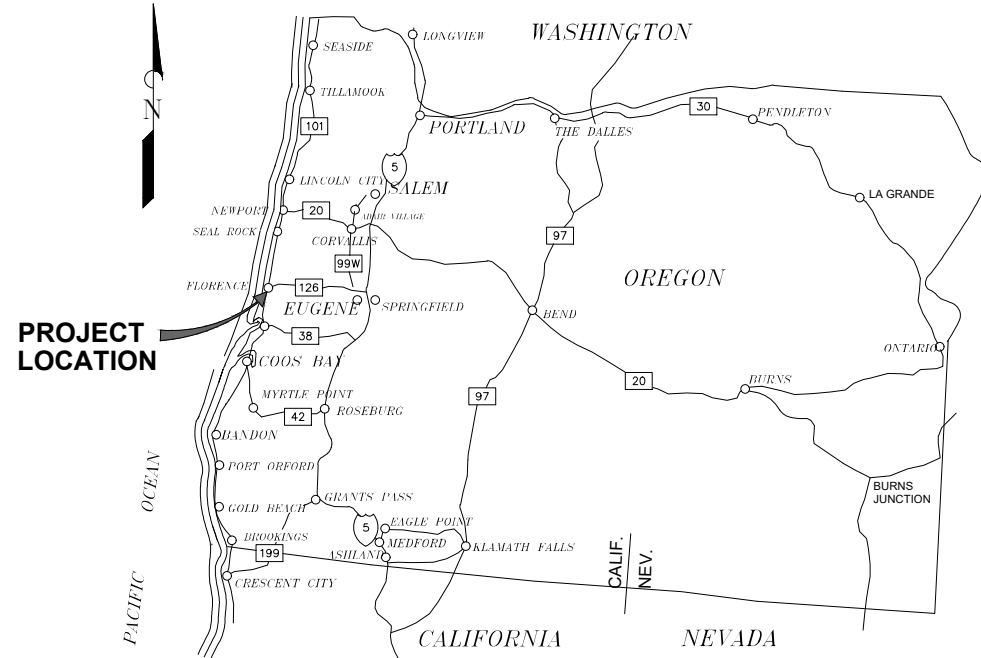 WASHINGTON
LONGVIEW
SEASIDE
N
TILLAMOOK
30
PENDLETON
101
PORTLAND
THE DALLES
5
LINCOLN CITY
SALEM
LA GRANDE
NEWPORT
20
ADAIR VILLAGE
SEAL ROCK
CORVALLIS
97
99W
OREGON
FLORENCE
126
EUGENE
SPRINGFIELD
BEND
PROJECT
LOCATION
38
ONTARIO
COOS BAY
20
BURNS
MYRTLE POINT
97
42
ROSEBURG
BANDON
PORT ORFORD
OCEAN
BURNS
JUNCTION
GRANTS PASS
GOLD BEACH
5
EAGLE POINT
BROOKINGS
MEDFORD
KLAMATH FALLS
199
ASHLAND
CALIF.
NEV.
CRESCENT CITY
PACIFIC
CALIFORNIA
NEVADA